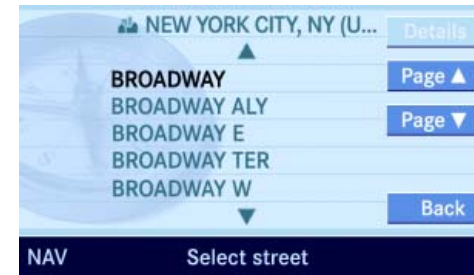 NEW YORK CITY, NY (U...
Details
BROADWAY
Page ▲
BROADWAY ALY
Page ▼
BROADWAY E
BROADWAY TER
BROADWAY W
Back
NAV
Select street